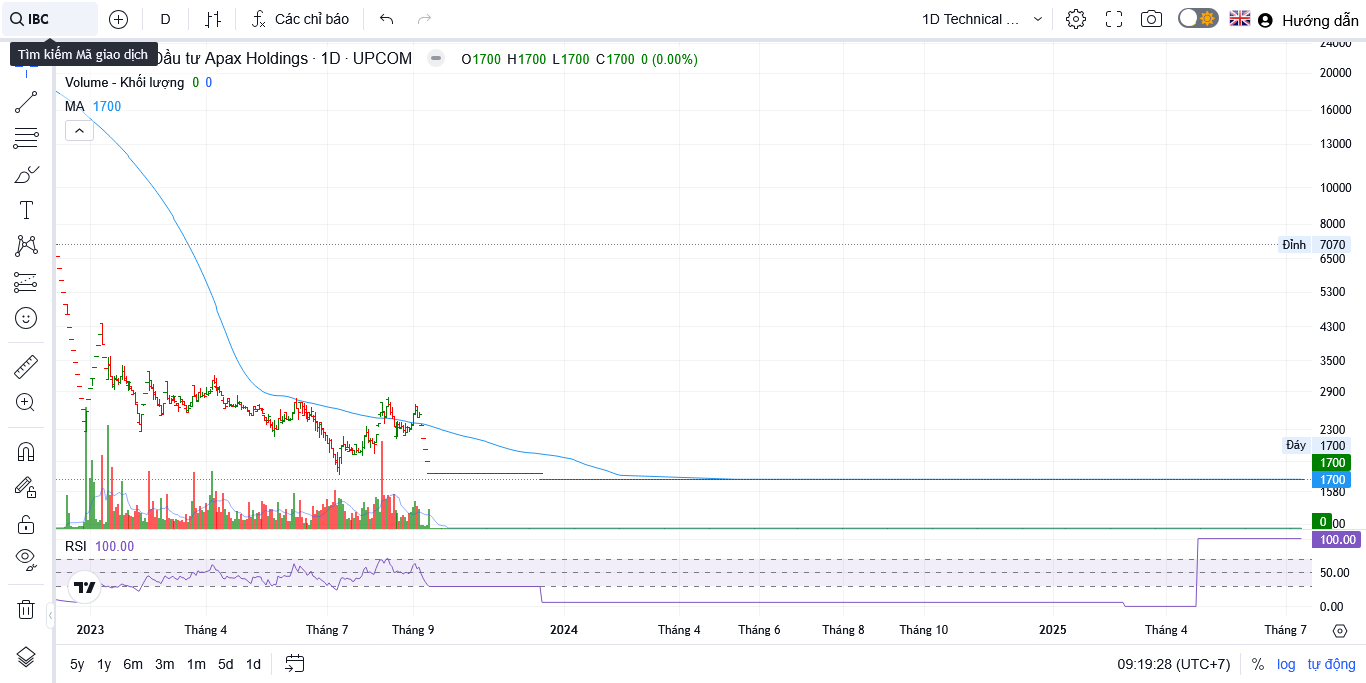 IBC
D
Các chỉ báo
1D Technical ...
Hướng dẫn
Tìm kiếm Mã giao dịch
Đầu tư Apax Holdings · 1D · UPCOM
O1700 H1700 L1700 C1700 0 (0.00%)
Volume - Khối lượng 0 0
MA 1700
24000
20000
16000
13000
10000
8000
Đỉnh 7070
6500
5300
4300
3500
2900
2300
Đáy 1700
1700
1700
1580
0
00
RSI 100.00
100.00
50.00
0.00
2023 Tháng 4 Tháng 7 Tháng 9 2024 Tháng 4 Tháng 6 Tháng 8 Tháng 10 2025 Tháng 4 Tháng 7
5y 1y 6m 3m 1m 5d 1d
09:19:28 (UTC+7) % log tự động